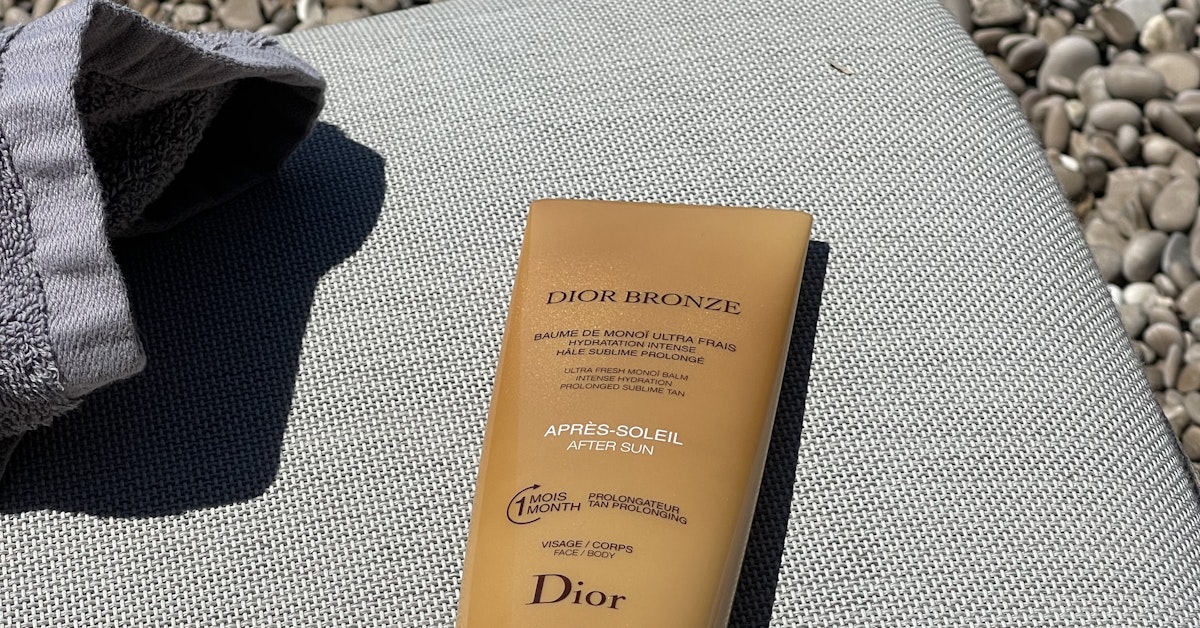 DIOR BRONZE
BAUME DE MONOÏ ULTRA FRAIS
HYDRATATION INTENSE
HÂLE SUBLIME PROLONGÉ
ULTRA FRESH MONOÏ BALM
INTENSE HYDRATION
PROLONGED SUBLIME TAN
APRÈS-SOLEIL
AFTER SUN
1 MOIS
MONTH
PROLONGATEUR
TAN PROLONGING
VISAGE / CORPS
FACE / BODY
Dior